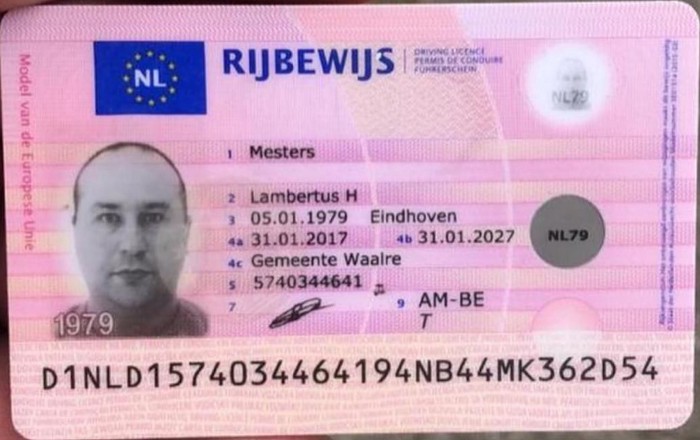 NL
RIJBEWIJS
DRIVING LICENCE
PERMIS DE CONDUIRE
FÜHRERSCHEIN
Model van de Europese Unie
NL79
1 Mesters
2 Lambertus H
3 05.01.1979 Eindhoven
4a 31.01.2017 4b 31.01.2027
NL79
4c Gemeente Waalre
5 5740344641
7 9 AM-BE
T
1979
D1NLD1574034464194NB44MK362D54